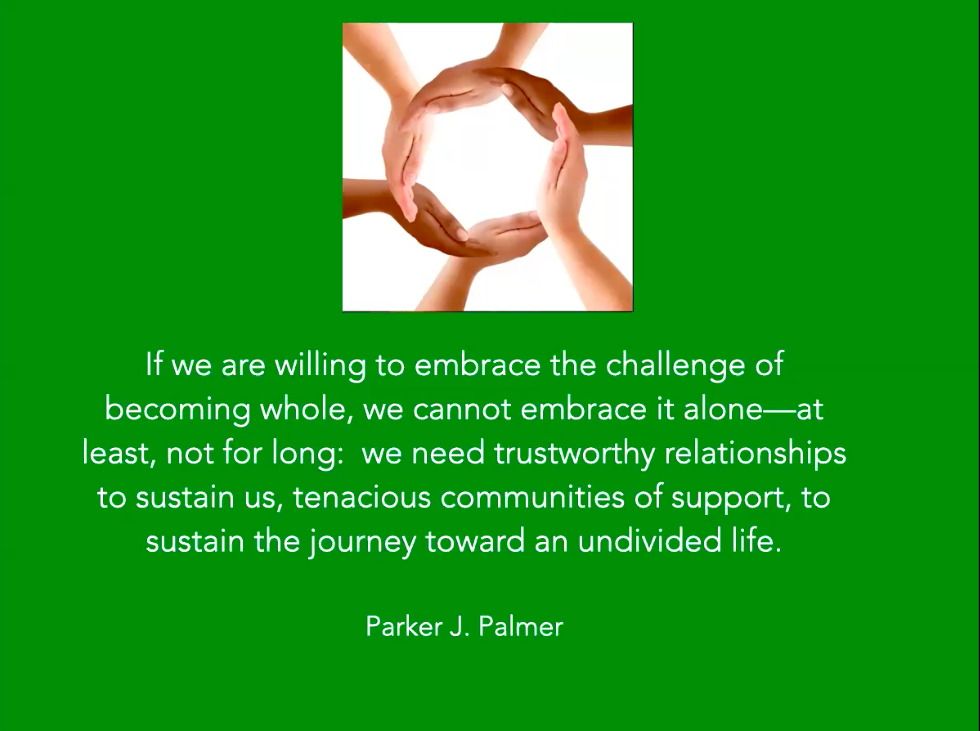 If we are willing to embrace the challenge of
becoming whole, we cannot embrace it alone—at
least, not for long:  we need trustworthy relationships
to sustain us, tenacious communities of support, to
sustain the journey toward an undivided life.
Parker J. Palmer